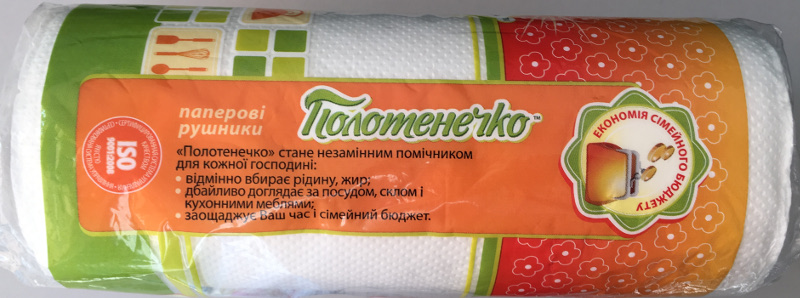 паперові
рушники
Полотенечко™
«Полотенечко» стане незамінним помічником
для кожної господині:
• відмінно вбирає рідину, жир;
• дбайливо доглядає за посудом, склом і
кухонними меблями;
• заощаджує Ваш час і сімейний бюджет.
ЕКОНОМІЯ СІМЕЙНОГО БЮДЖЕТУ
ISO